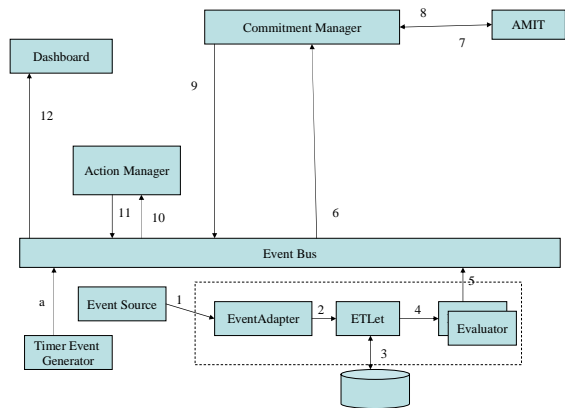 Commitment Manager
8
7
AMIT
Dashboard
9
12
Action Manager
11
10
6
Event Bus
a
Event Source
1
5
EventAdapter
2
ETLet
4
Evaluator
Timer Event
Generator
3